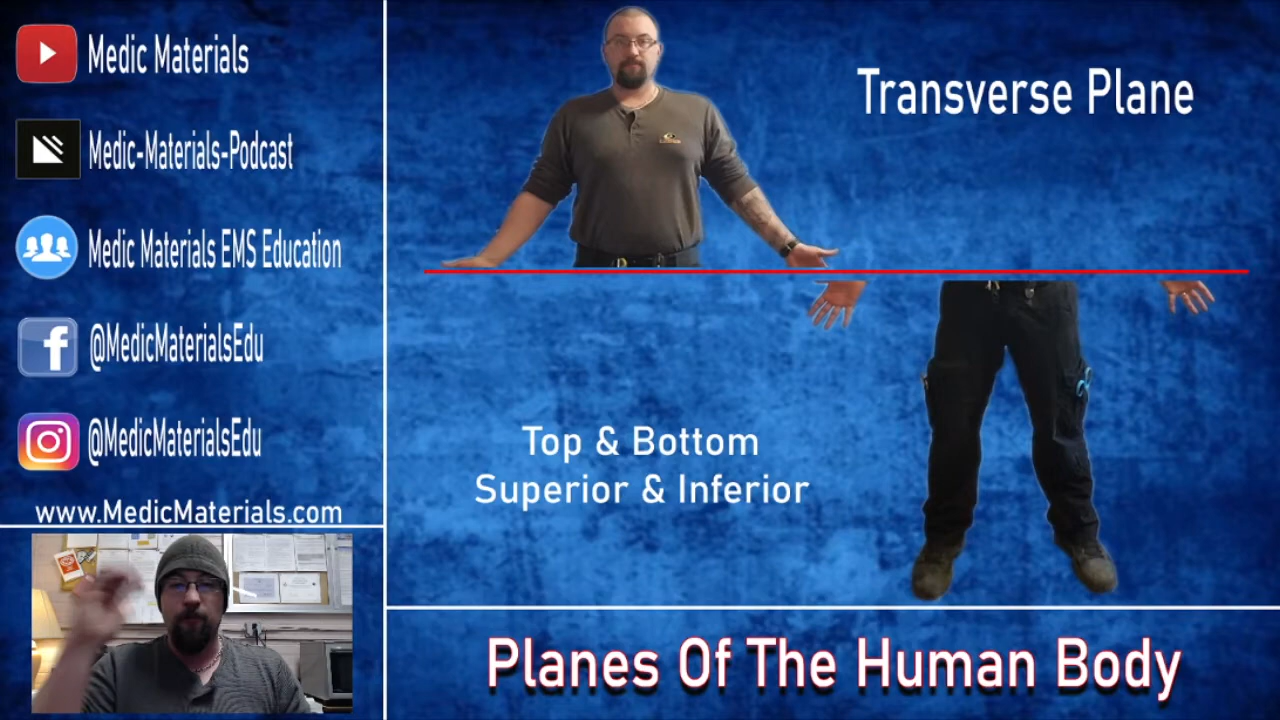 Medic Materials
Medic-Materials-Podcast
Medic Materials EMS Education
@MedicMaterialsEdu
@MedicMaterialsEdu
www.MedicMaterials.com
Transverse Plane
Top & Bottom
Superior & Inferior
Planes Of The Human Body